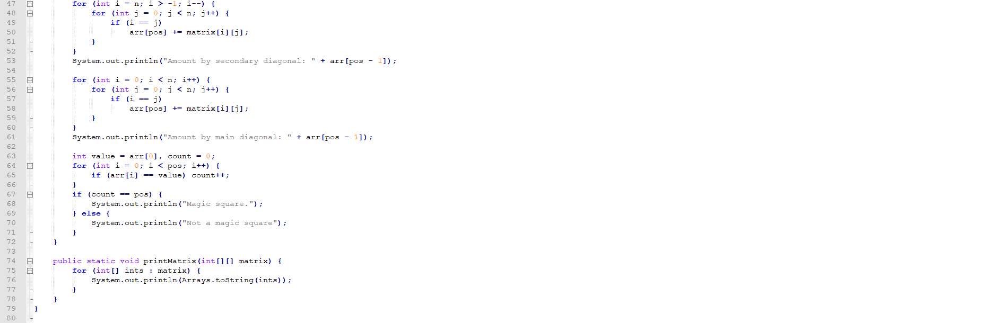 47 for (int i = n; i > -1; i--) {
48 for (int j = 0; j < n; j++) {
49 if (i == j)
50 arr[pos] += matrix[i][j];
51 }
52 }
53 System.out.println("Amount by secondary diagonal: " + arr[pos - 1]);
54
55 for (int i = 0; i < n; i++) {
56 for (int j = 0; j < n; j++) {
57 if (i == j)
58 arr[pos] += matrix[i][j];
59 }
60 }
61 System.out.println("Amount by main diagonal: " + arr[pos - 1]);
62
63 int value = arr[0], count = 0;
64 for (int i = 0; i < pos; i++) {
65 if (arr[i] == value) count++;
66 }
67 if (count == pos) {
68 System.out.println("Magic square.");
69 } else {
70 System.out.println("Not a magic square");
71 }
72 }
73
74 public static void printMatrix(int[][] matrix) {
75 for (int[] ints : matrix) {
76 System.out.println(Arrays.toString(ints));
77 }
78 }
79 }
80